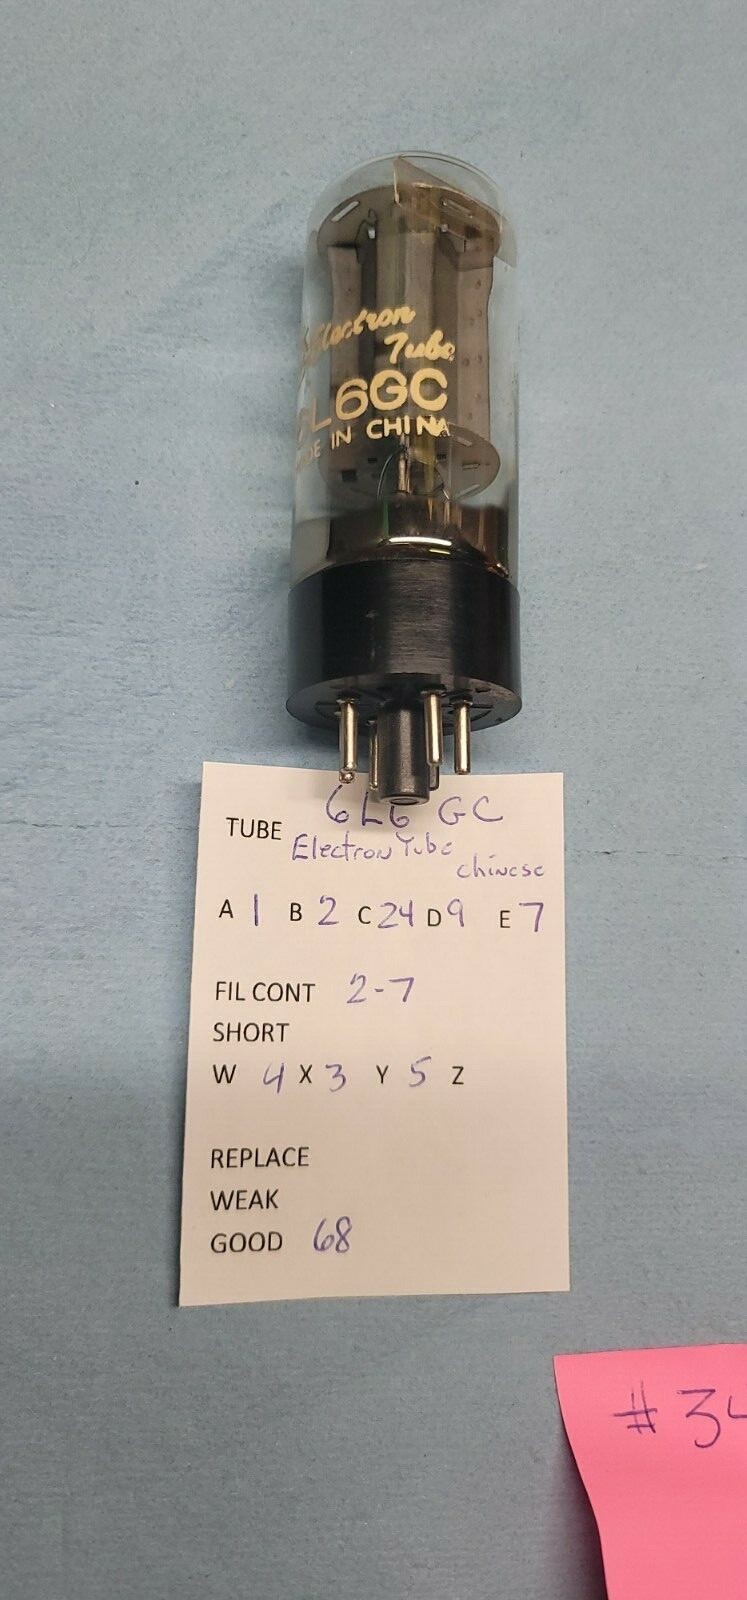 Electron
Tube
6L6GC
MADE IN CHINA
TUBE 6L6 GC
Electron Tube
Chinese
A 1 B 2 C 24 D 9 E 7
FIL CONT 2-7
SHORT
W 4 X 3 Y 5 Z
REPLACE
WEAK
GOOD 68
# 34